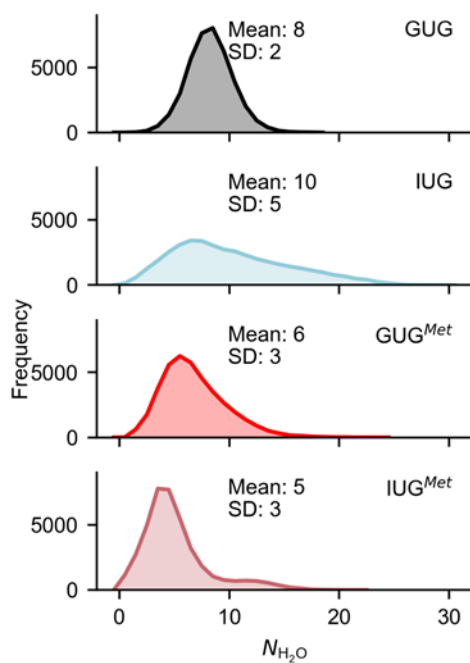 Mean: 8
SD: 2
GUG
5000
0
Mean: 10
SD: 5
IUG
5000
0
Mean: 6
SD: 3
GUG^Met
5000
0
Mean: 5
SD: 3
IUG^Met
5000
0
Frequency
0 10 20 30
N_H₂O